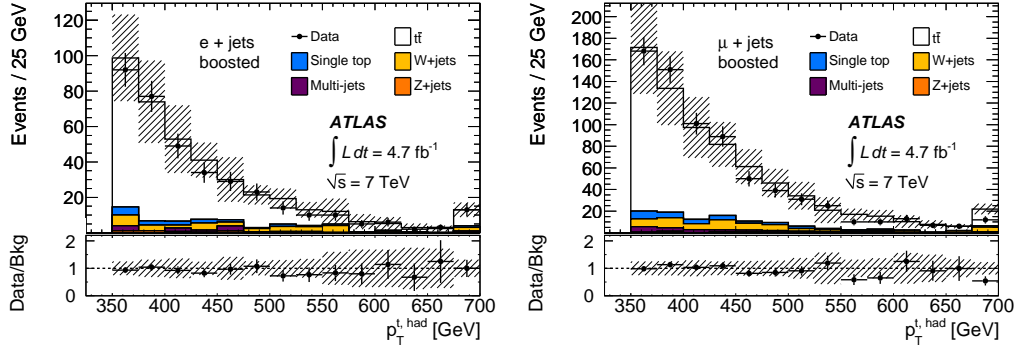 Events / 25 GeV
120
100
80
60
40
20
e + jets
boosted
Data
tt̄
Single top
W+jets
Multi-jets
Z+jets
ATLAS
∫ L dt = 4.7 fb⁻¹
√s = 7 TeV
Data/Bkg
2
1
0
350 400 450 500 550 600 650 700
p_T^{t, had} [GeV]
Events / 25 GeV
200
180
160
140
120
100
80
60
40
20
μ + jets
boosted
Data
tt̄
Single top
W+jets
Multi-jets
Z+jets
ATLAS
∫ L dt = 4.7 fb⁻¹
√s = 7 TeV
Data/Bkg
2
1
0
350 400 450 500 550 600 650 700
p_T^{t, had} [GeV]